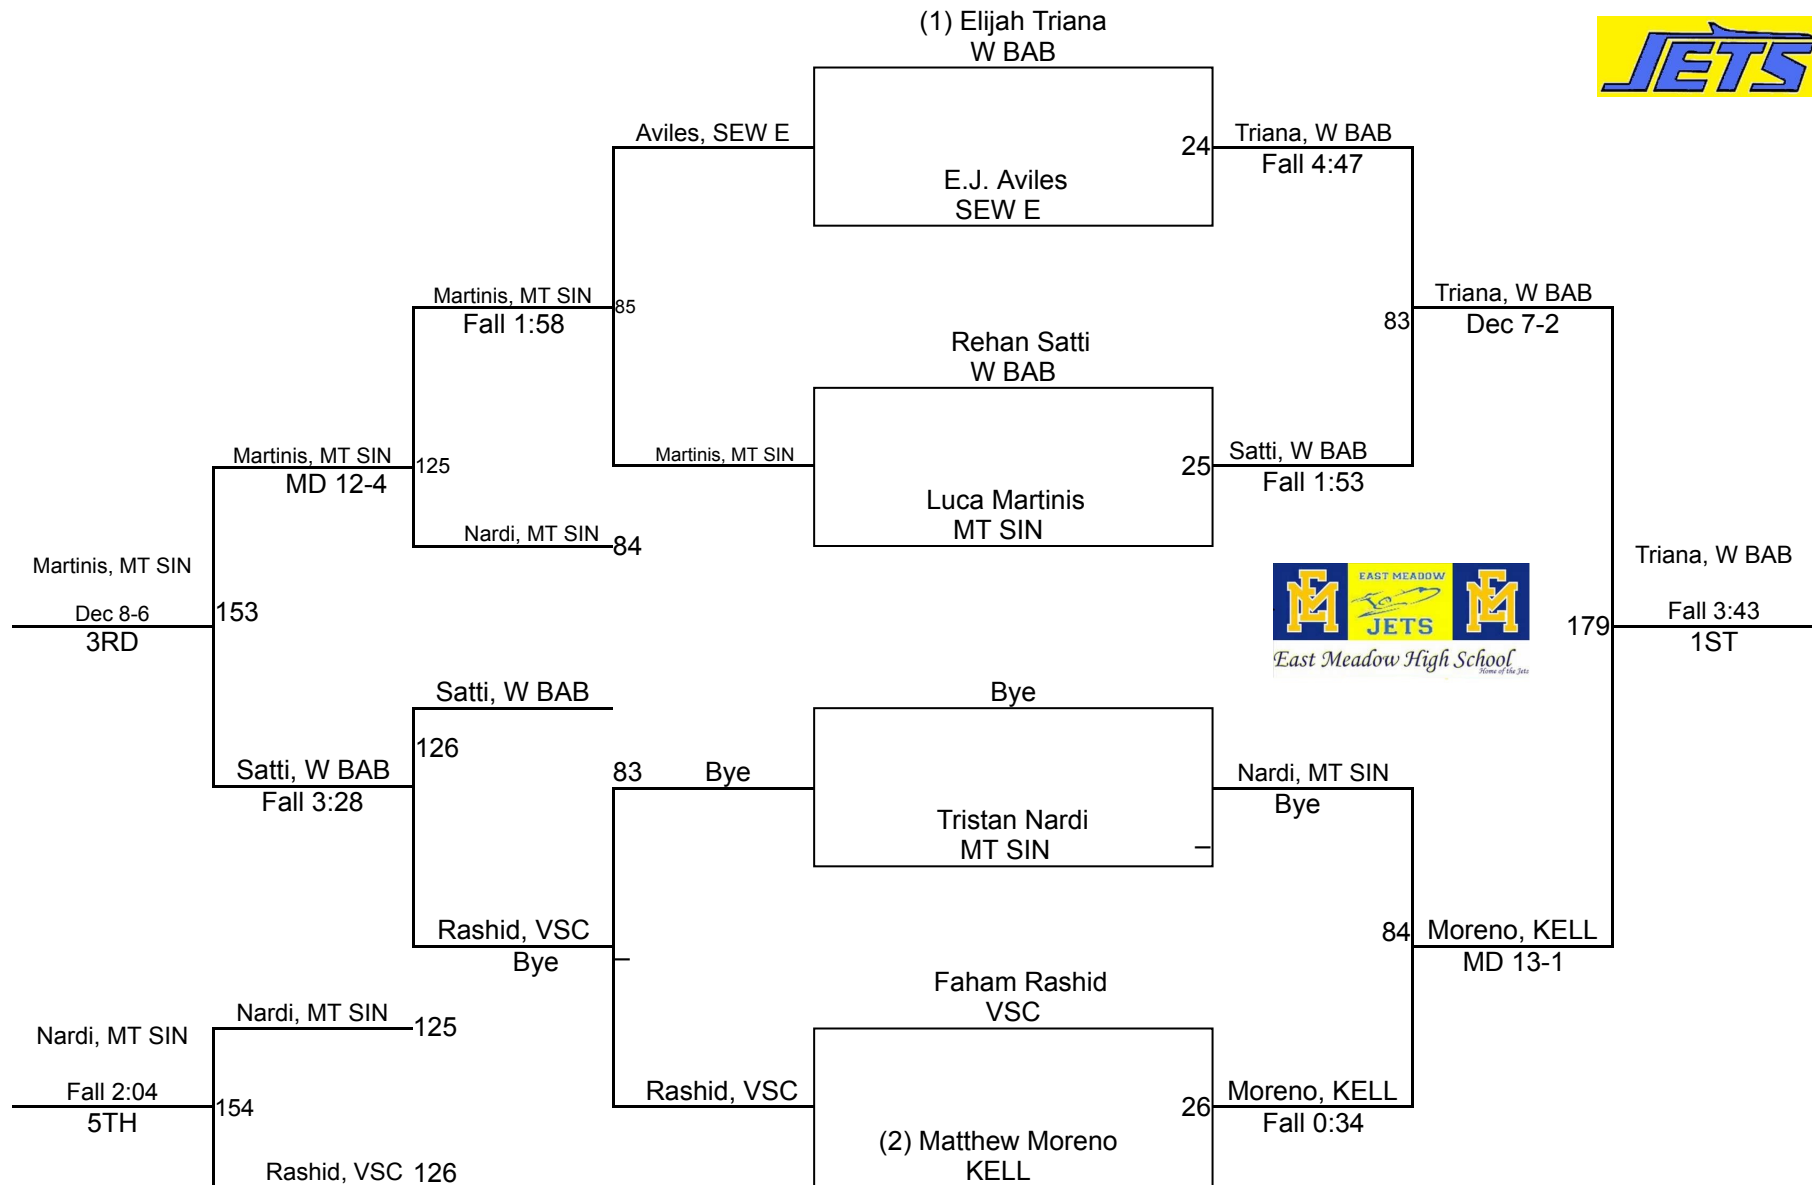 (1) Elijah Triana
W BAB
JETS
Aviles, SEW E
24
Triana, W BAB
Fall 4:47
E.J. Aviles
SEW E
Martinis, MT SIN
Fall 1:58
85
Triana, W BAB
Dec 7-2
83
Rehan Satti
W BAB
Martinis, MT SIN
MD 12-4
125
Martinis, MT SIN
25
Satti, W BAB
Fall 1:53
Luca Martinis
MT SIN
Nardi, MT SIN
84
Martinis, MT SIN
Dec 8-6
3RD
153
EM
EAST MEADOW
JETS
EM
East Meadow High School
Home of the Jets
179
Triana, W BAB
Fall 3:43
1ST
Satti, W BAB
126
Bye
Satti, W BAB
Fall 3:28
83
Bye
Nardi, MT SIN
Bye
Tristan Nardi
MT SIN
–
Rashid, VSC
Bye
–
84
Moreno, KELL
MD 13-1
Faham Rashid
VSC
Nardi, MT SIN
125
Nardi, MT SIN
Fall 2:04
5TH
154
Rashid, VSC
26
Moreno, KELL
Fall 0:34
(2) Matthew Moreno
KELL
Rashid, VSC
126